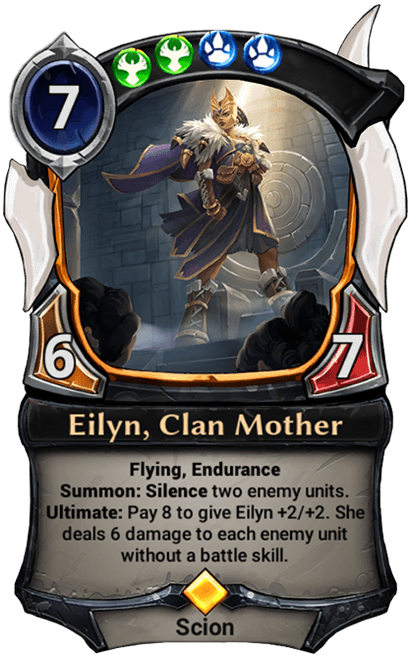 7
6
7
Eilyn, Clan Mother
Flying, Endurance
Summon: Silence two enemy units.
Ultimate: Pay 8 to give Eilyn +2/+2. She
deals 6 damage to each enemy unit
without a battle skill.
Scion